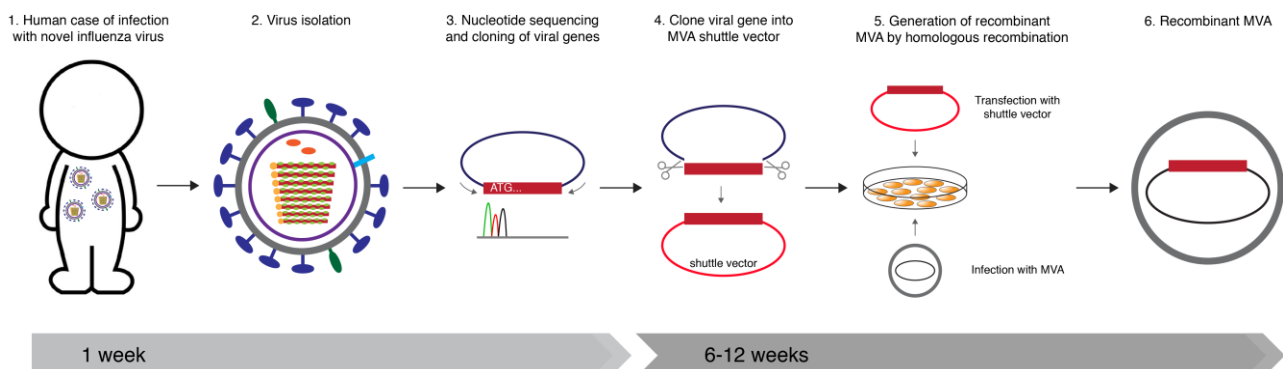 1. Human case of infection
with novel influenza virus
2. Virus isolation
3. Nucleotide sequencing
and cloning of viral genes
4. Clone viral gene into
MVA shuttle vector
5. Generation of recombinant
MVA by homologous recombination
6. Recombinant MVA
ATG...
shuttle vector
Transfection with
shuttle vector
Infection with MVA
1 week
6-12 weeks